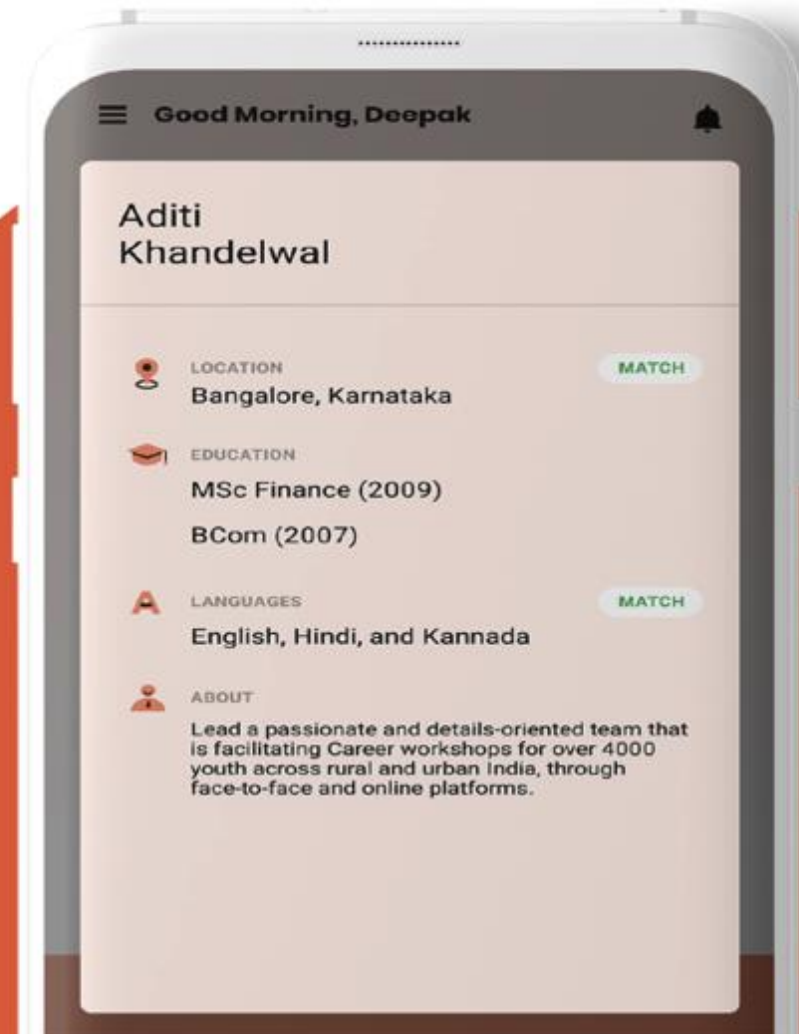 Good Morning, Deepak
Aditi
Khandelwal
LOCATION
MATCH
Bangalore, Karnataka
EDUCATION
MSc Finance (2009)
BCom (2007)
LANGUAGES
MATCH
English, Hindi, and Kannada
ABOUT
Lead a passionate and details-oriented team that
is facilitating Career workshops for over 4000
youth across rural and urban India, through
face-to-face and online platforms.